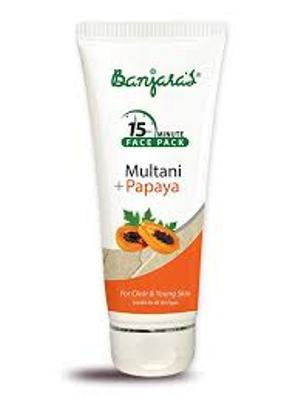 Banjara's®
15 MINUTE
FACE PACK
Multani
+Papaya
For Clear & Young Skin